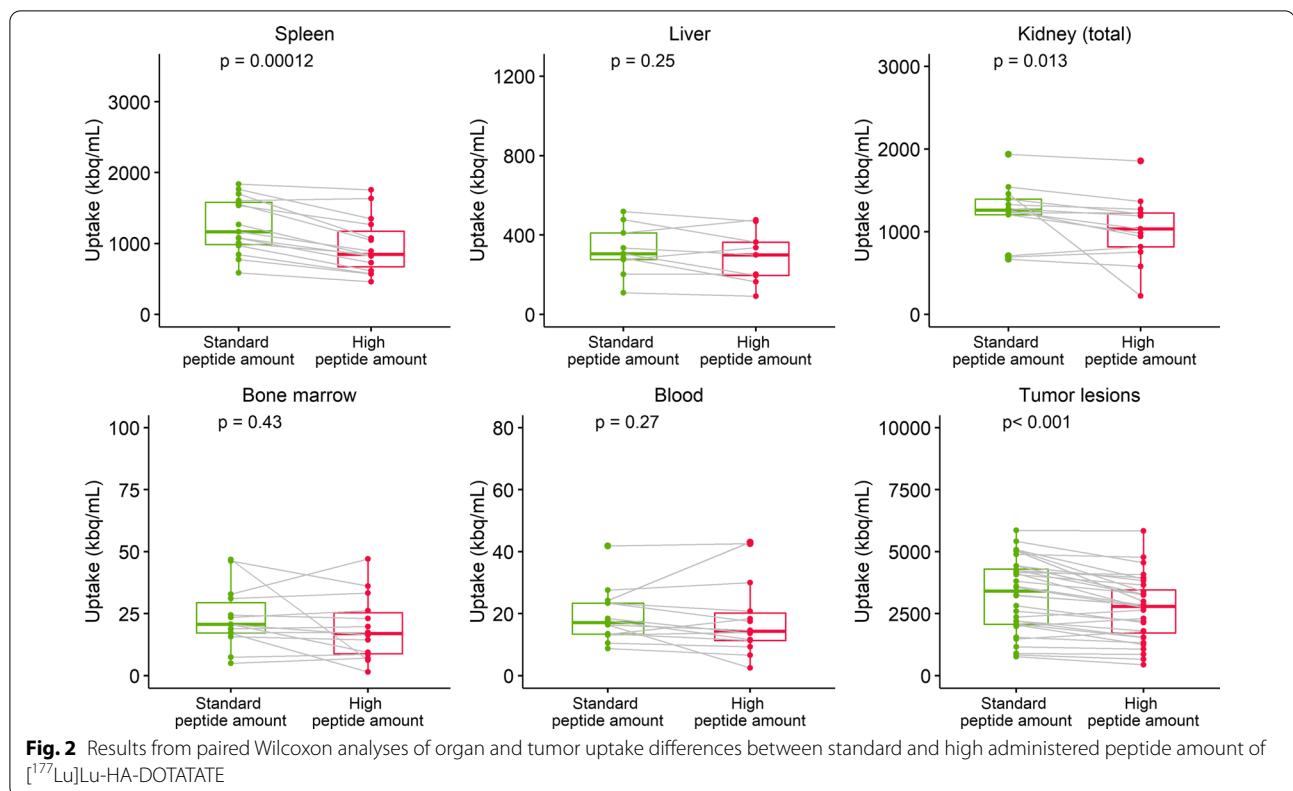 Spleen
p = 0.00012
Uptake (kbq/mL)
3000
2000
1000
0
Standard peptide amount
High peptide amount
Liver
p = 0.25
Uptake (kbq/mL)
1200
800
400
0
Standard peptide amount
High peptide amount
Kidney (total)
p = 0.013
Uptake (kbq/mL)
3000
2000
1000
0
Standard peptide amount
High peptide amount
Bone marrow
p = 0.43
Uptake (kbq/mL)
100
75
50
25
0
Standard peptide amount
High peptide amount
Blood
p = 0.27
Uptake (kbq/mL)
80
60
40
20
0
Standard peptide amount
High peptide amount
Tumor lesions
p< 0.001
Uptake (kbq/mL)
10000
7500
5000
2500
0
Standard peptide amount
High peptide amount
Fig. 2 Results from paired Wilcoxon analyses of organ and tumor uptake differences between standard and high administered peptide amount of
[¹⁷⁷Lu]Lu-HA-DOTATATE